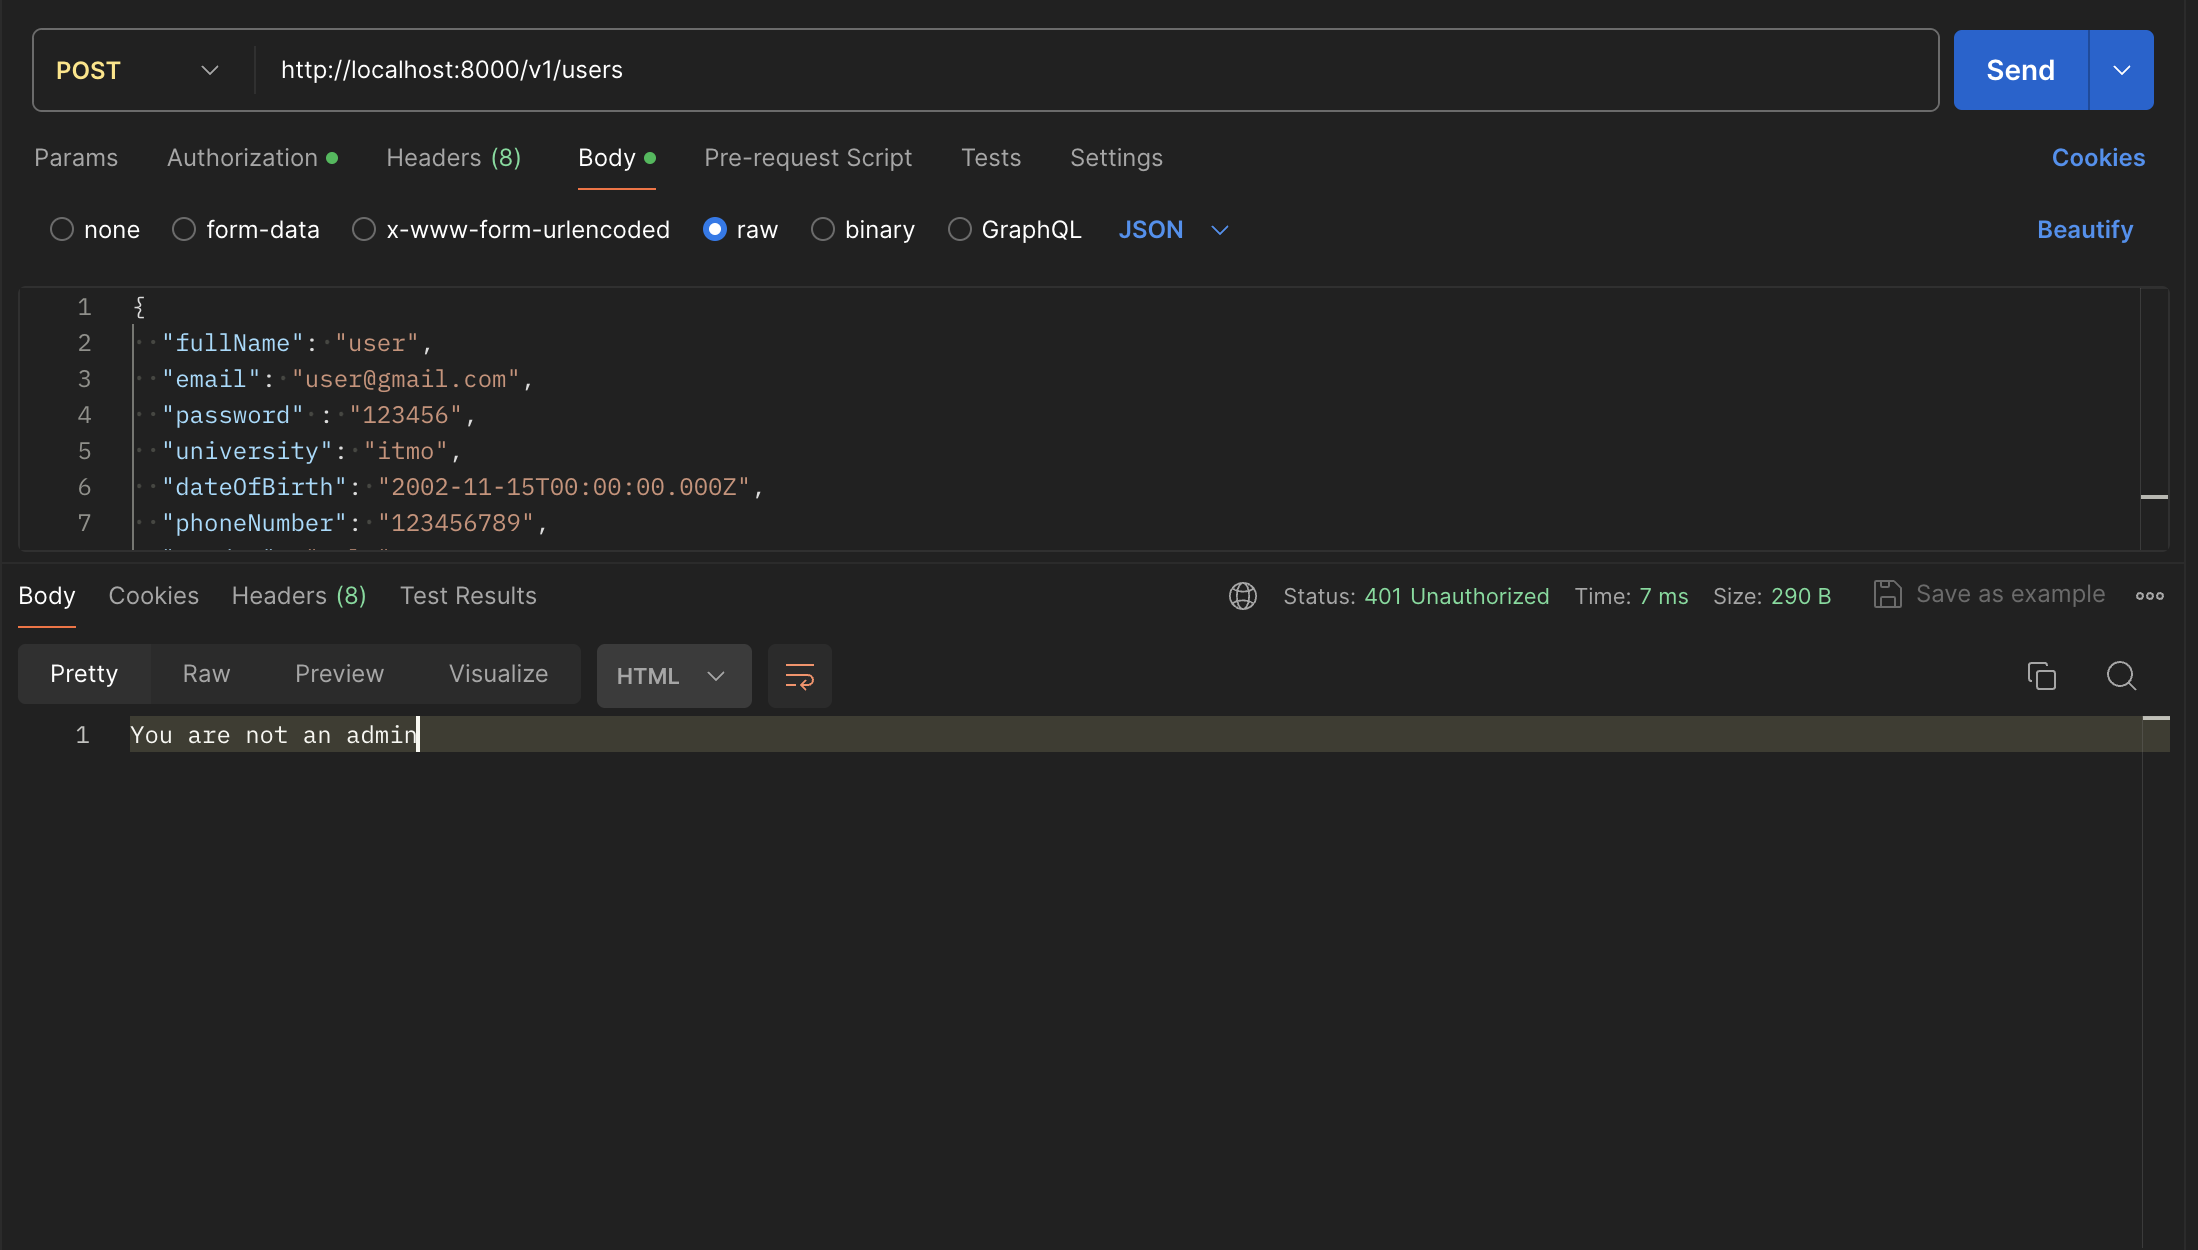 POST http://localhost:8000/v1/users Send
Params Authorization Headers (8) Body Pre-request Script Tests Settings Cookies
none form-data x-www-form-urlencoded raw binary GraphQL JSON Beautify
1 {
2 "fullName": "user",
3 "email": "user@gmail.com",
4 "password" : "123456",
5 "university": "itmo",
6 "dateOfBirth": "2002-11-15T00:00:00.000Z",
7 "phoneNumber": "123456789",
Body Cookies Headers (8) Test Results Status: 401 Unauthorized Time: 7 ms Size: 290 B Save as example
Pretty Raw Preview Visualize HTML
1 You are not an admin